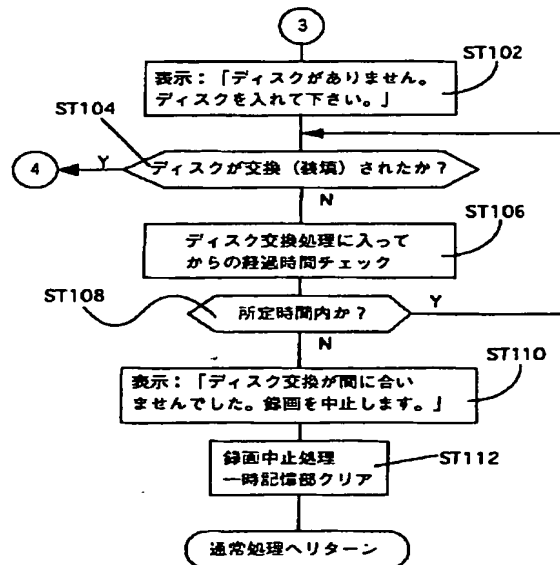 3
ST102
表示：「ディスクがありません。
ディスクを入れて下さい。」
ST104
4
Y
ディスクが交換（装填）されたか？
N
ST106
ディスク交換処理に入って
からの経過時間チェック
ST108
所定時間内か？
Y
N
ST110
表示：「ディスク交換が間に合い
ませんでした。録画を中止します。」
録画中止処理
一時記憶部クリア
ST112
通常処理へリターン